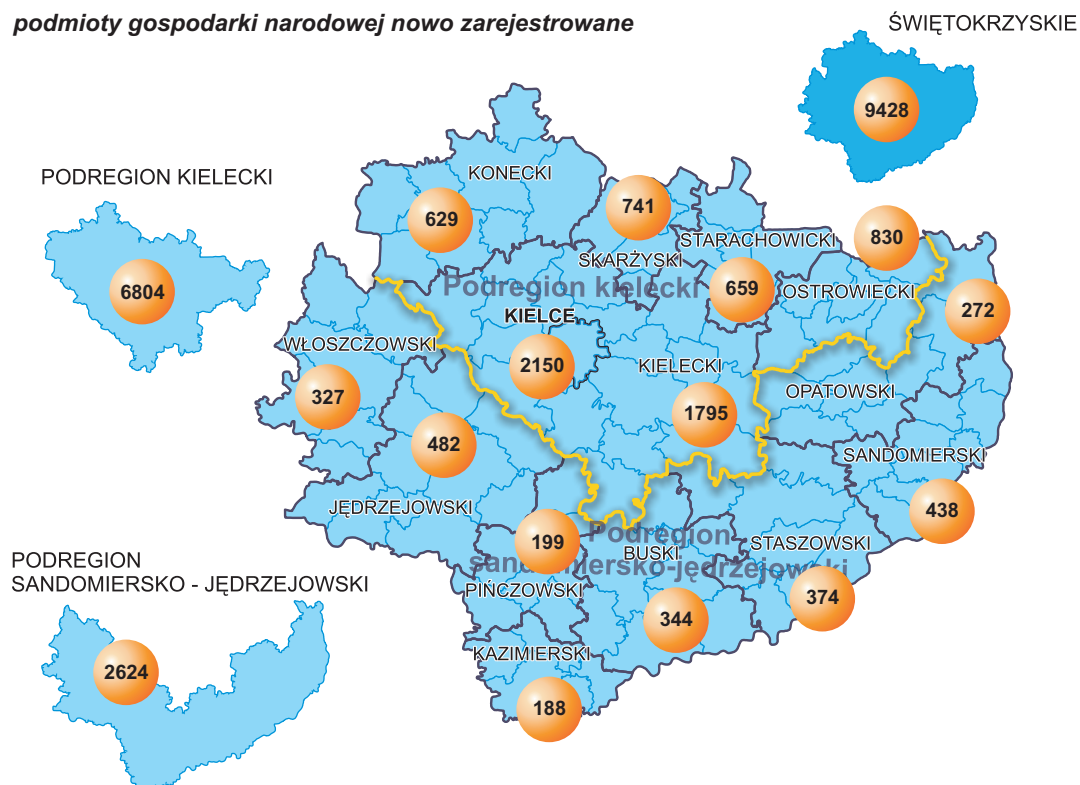 podmioty gospodarki narodowej nowo zarejestrowane
ŚWIĘTOKRZYSKIE
9428
PODREGION KIELECKI
6804
KONECKI
629
741
SKARŻYSKI
STARACHOWICKI
830
659
OSTROWIECKI
272
Podregion kielecki
KIELCE
2150
WŁOSZCZOWSKI
327
KIELECKI
1795
OPATOWSKI
482
SANDOMIERSKI
438
JĘDRZEJOWSKI
199
Podregion
sandomiersko-jędrzejowski
BUSKI
STASZOWSKI
374
PIŃCZOWSKI
344
KAZIMIERSKI
188
PODREGION
SANDOMIERSKO - JĘDRZEJOWSKI
2624